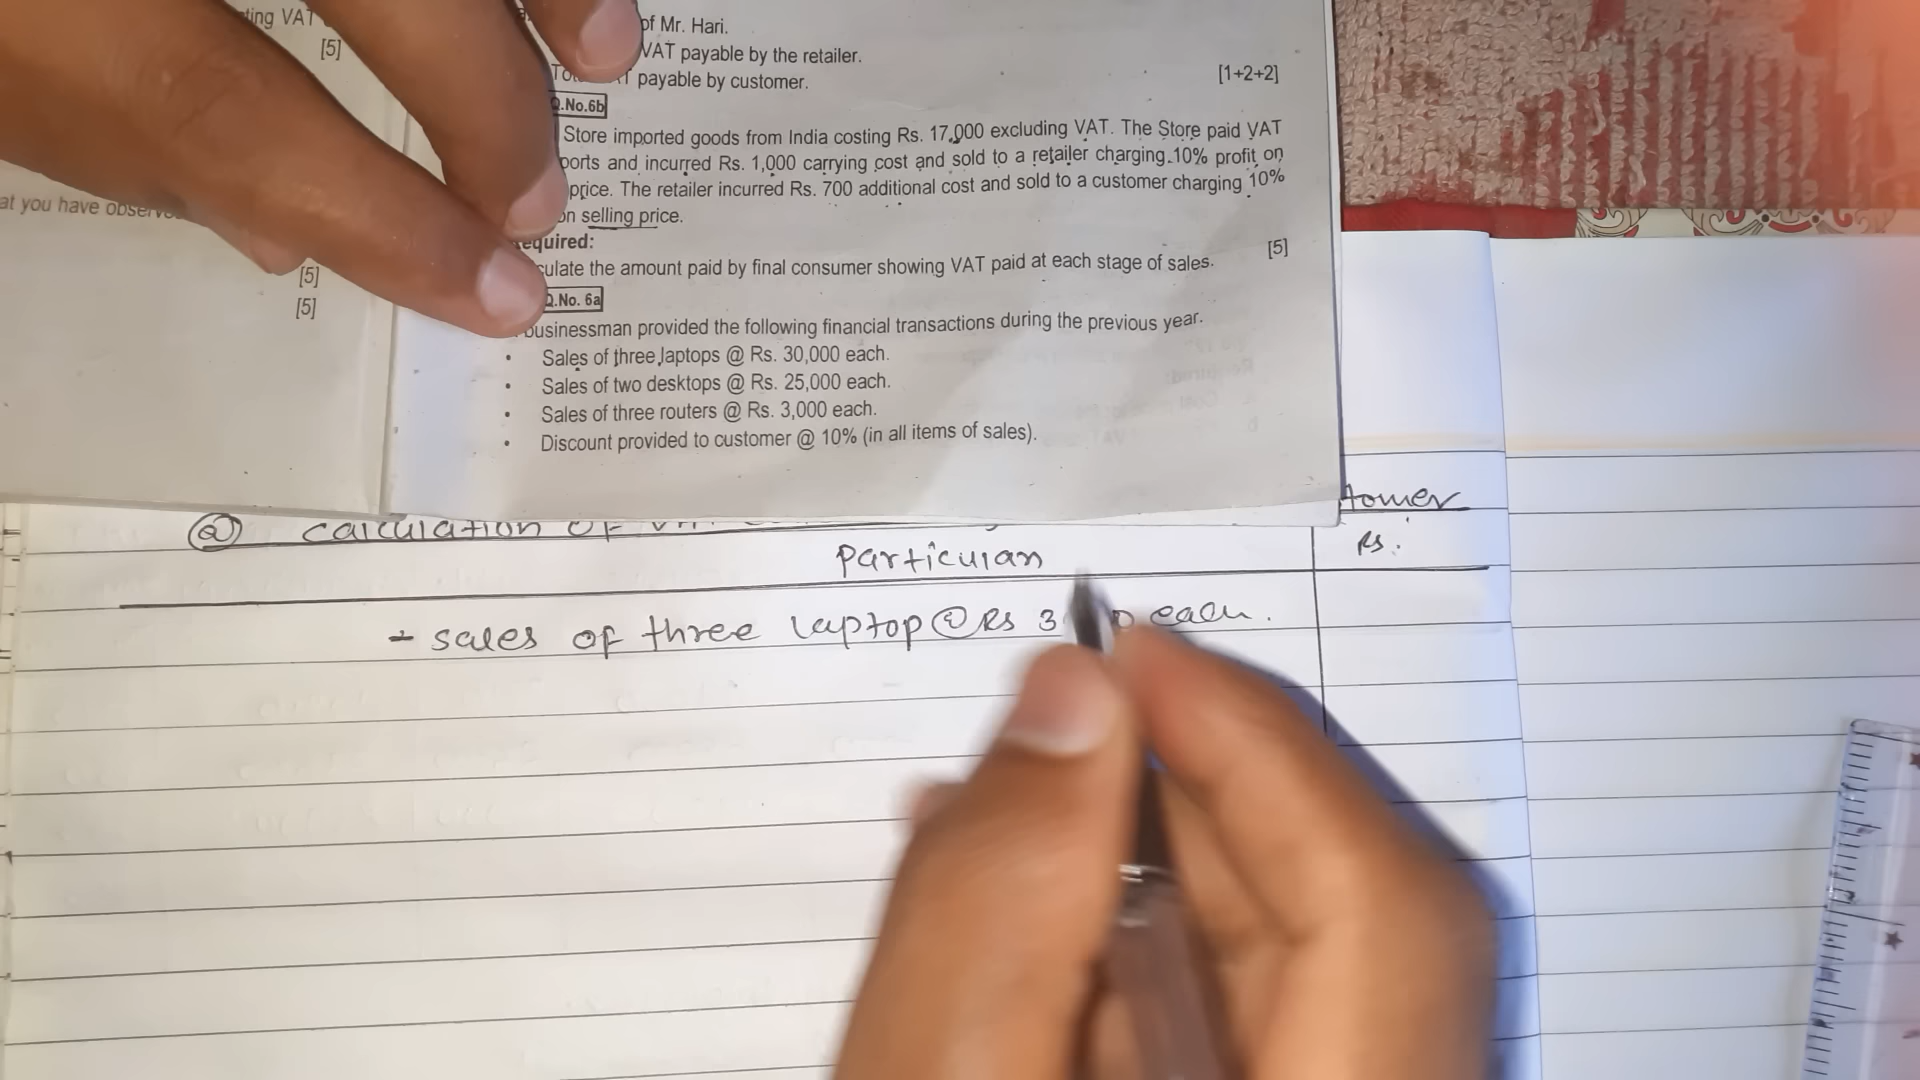 ting VAT
[5]
at you have observe
[5]
[5]
of Mr. Hari.
VAT payable by the retailer.
payable by customer. [1+2+2]
Q.No.6b
Store imported goods from India costing Rs. 17,000 excluding VAT. The Store paid VAT
ports and incurred Rs. 1,000 carrying cost and sold to a retailer charging 10% profit on
price. The retailer incurred Rs. 700 additional cost and sold to a customer charging 10%
on selling price.
equired:
culate the amount paid by final consumer showing VAT paid at each stage of sales. [5]
Q.No. 6a
businessman provided the following financial transactions during the previous year.
• Sales of three laptops @ Rs. 30,000 each.
• Sales of two desktops @ Rs. 25,000 each.
• Sales of three routers @ Rs. 3,000 each.
• Discount provided to customer @ 10% (in all items of sales).
tomer
(a) calculation of
Particular Rs.
- sales of three laptop @ Rs 3 each.